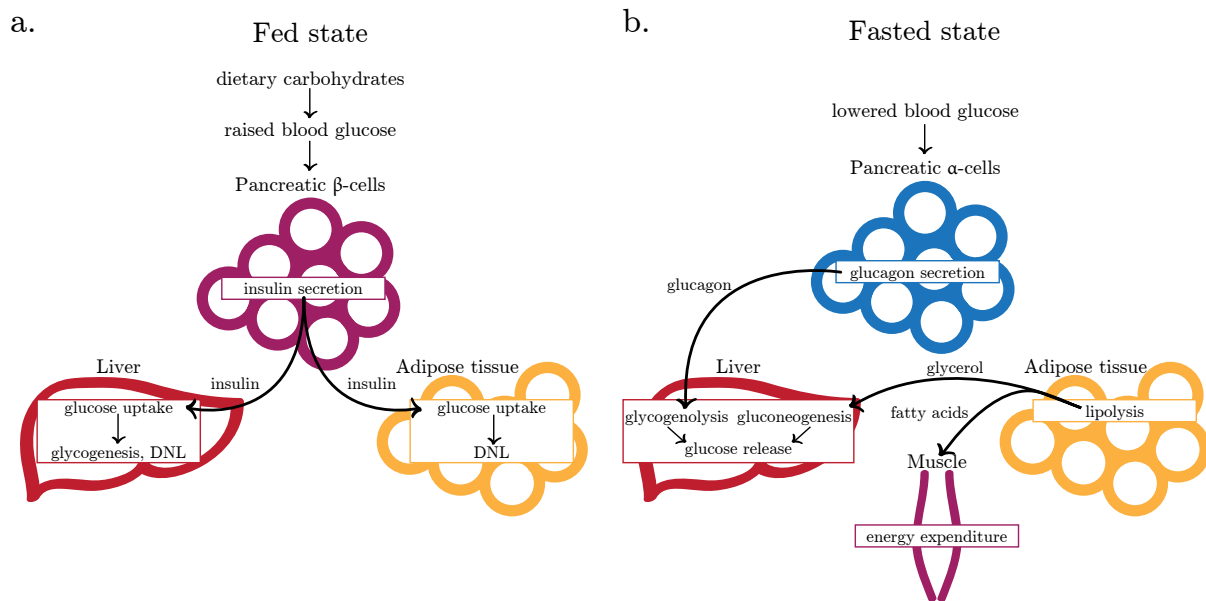 a.
Fed state
dietary carbohydrates
raised blood glucose
Pancreatic β-cells
insulin secretion
insulin
insulin
Liver
glucose uptake
glycogenesis, DNL
Adipose tissue
glucose uptake
DNL
b.
Fasted state
lowered blood glucose
Pancreatic α-cells
glucagon secretion
glucagon
Liver
glycogenolysis
gluconeogenesis
glucose release
glycerol
fatty acids
Adipose tissue
lipolysis
Muscle
energy expenditure